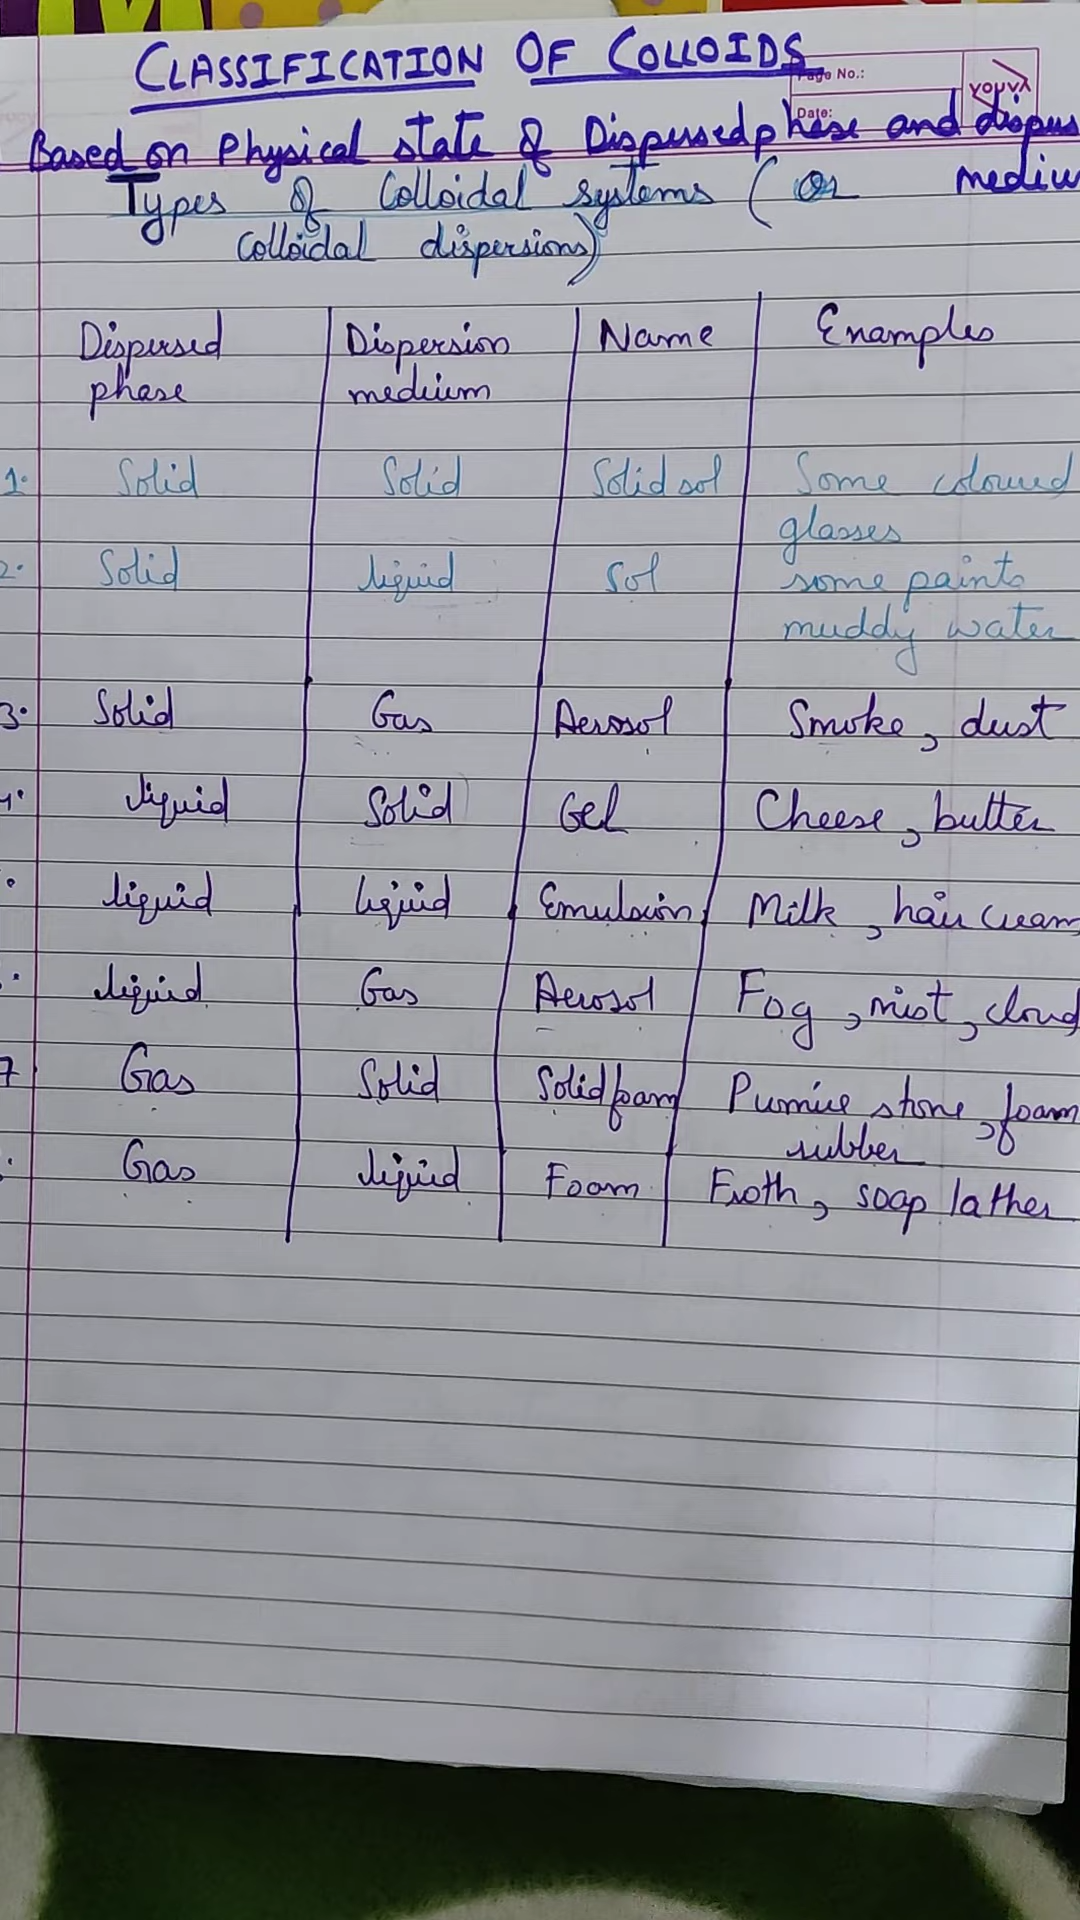 CLASSIFICATION OF COLLOIDS
Page No.:
Date:
YOUVA
Based on Physical state of Dispersed phase and dispers
Types of Colloidal systems ( or mediu
Colloidal dispersions)
Dispersed Dispersion Name Examples
phase medium
1. Solid Solid Solid sol Some coloured
glasses
2. Solid liquid Sol some paints
muddy water
3. Solid Gas Aerosol Smoke, dust
liquid Solid Gel Cheese, butter
liquid liquid Emulsion Milk, hair cream
liquid Gas Aerosol Fog, mist, cloud
7 Gas Solid Solid foam Pumice stone, foam
rubber
Gas liquid Foam Froth, soap lather